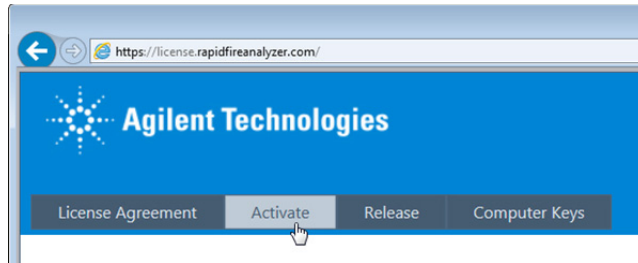 https://license.rapidfireanalyzer.com/
Agilent Technologies
License Agreement Activate Release Computer Keys